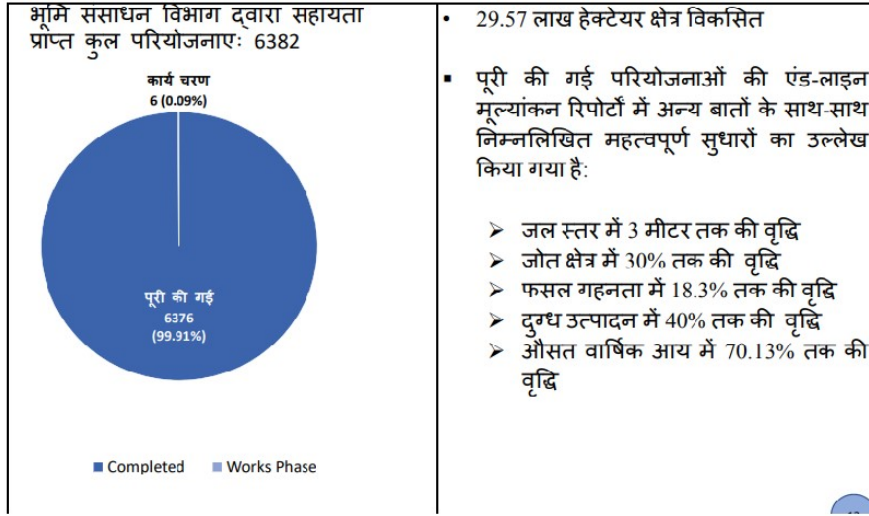 भूमि संसाधन विभाग द्वारा सहायता
प्राप्त कुल परियोजनाएः 6382
कार्य चरण
6 (0.09%)
पूरी की गई
6376
(99.91%)
Completed Works Phase
• 29.57 लाख हेक्टेयर क्षेत्र विकसित
▪ पूरी की गई परियोजनाओं की एंड-लाइन
मूल्यांकन रिपोर्टों में अन्य बातों के साथ-साथ
निम्नलिखित महत्वपूर्ण सुधारों का उल्लेख
किया गया है:
➢ जल स्तर में 3 मीटर तक की वृद्धि
➢ जोत क्षेत्र में 30% तक की वृद्धि
➢ फसल गहनता में 18.3% तक की वृद्धि
➢ दुग्ध उत्पादन में 40% तक की वृद्धि
➢ औसत वार्षिक आय में 70.13% तक की
वृद्धि